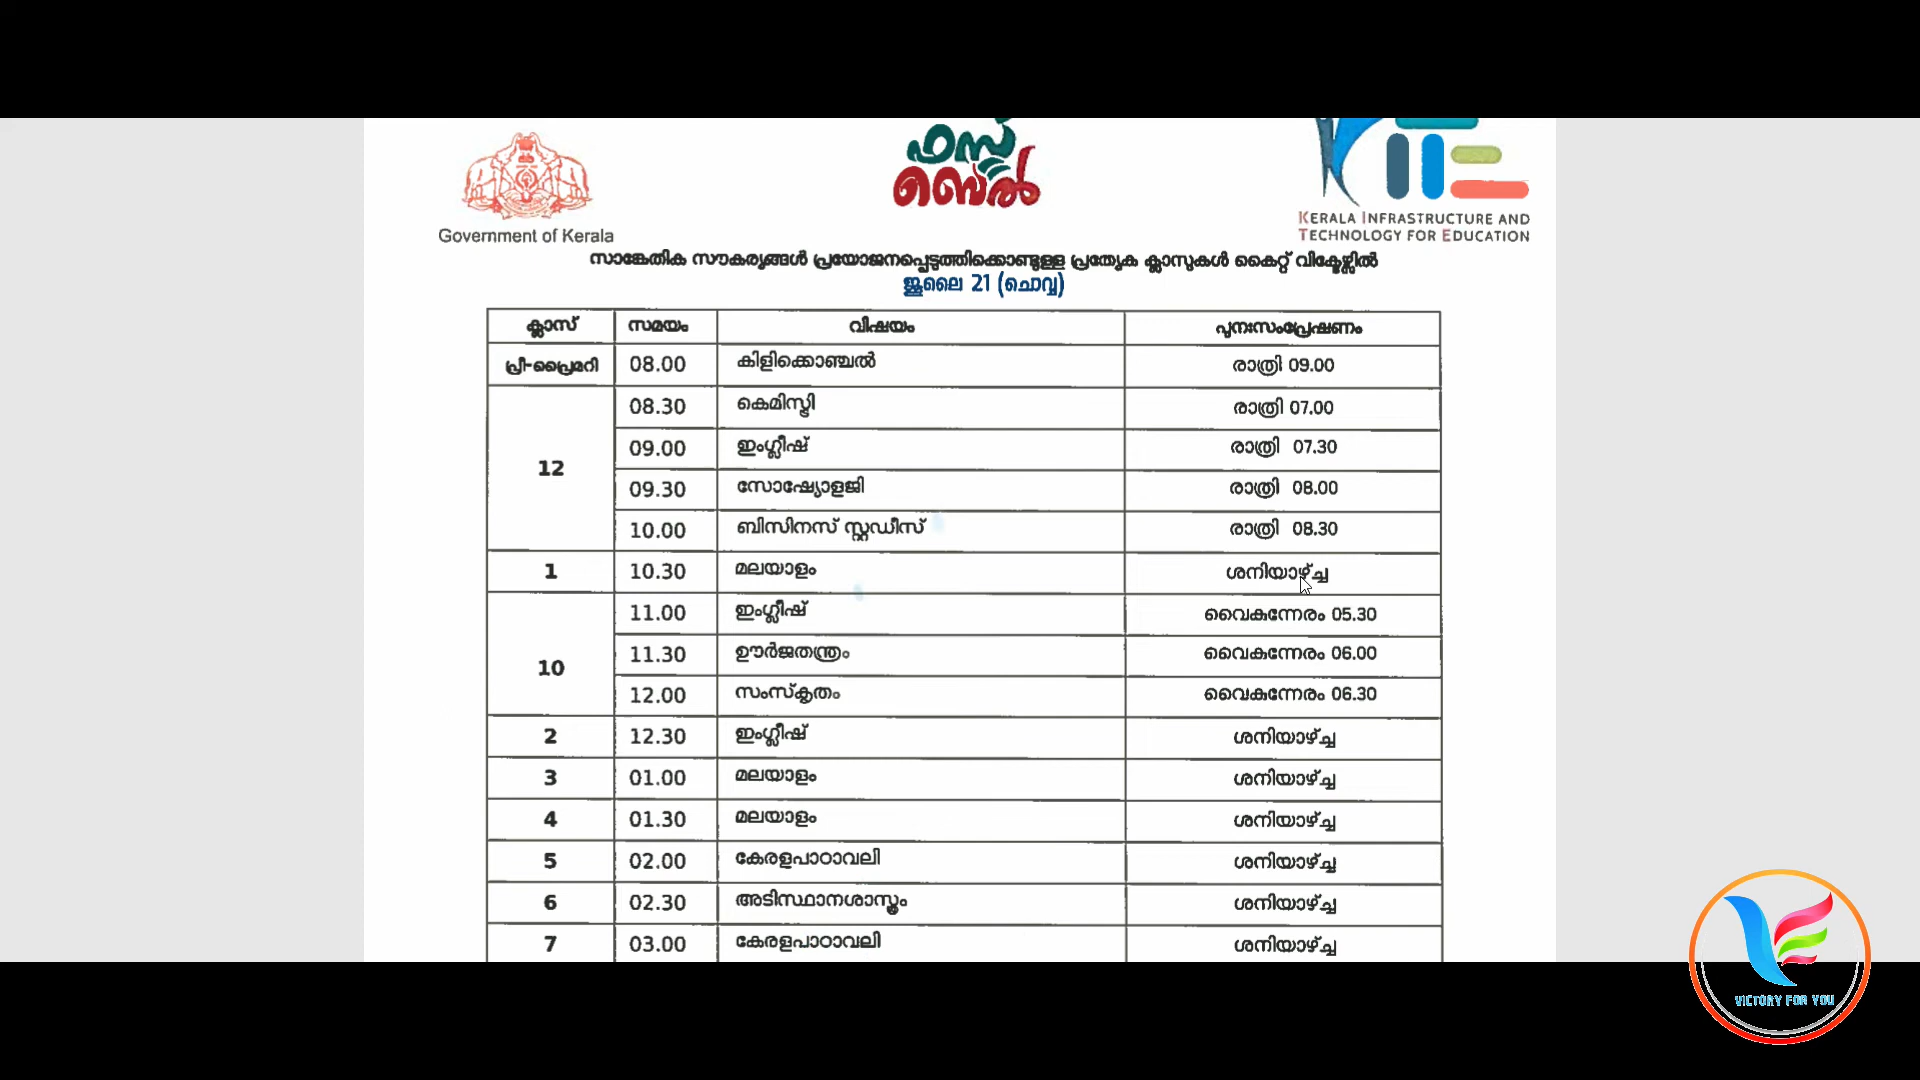 ഫസ്റ്റ്
ബെൽ
Government of Kerala
KERALA INFRASTRUCTURE AND
TECHNOLOGY FOR EDUCATION
സാങ്കേതിക സൗകര്യങ്ങൾ പ്രയോജനപ്പെടുത്തിക്കൊണ്ടുള്ള പ്രത്യേക ക്ലാസുകൾ കൈറ്റ് വിക്ടേഴ്സിൽ
ജൂലൈ 21 (ചൊവ്വ)
ക്ലാസ് സമയം വിഷയം പുനഃസംപ്രേഷണം
പ്രീ-പ്രൈമറി 08.00 കിളിക്കൊഞ്ചൽ രാത്രി 09.00
12 08.30 കെമിസ്ട്രി രാത്രി 07.00
09.00 ഇംഗ്ലീഷ് രാത്രി 07.30
09.30 സോഷ്യോളജി രാത്രി 08.00
10.00 ബിസിനസ് സ്റ്റഡീസ് രാത്രി 08.30
1 10.30 മലയാളം ശനിയാഴ്ച്ച
10 11.00 ഇംഗ്ലീഷ് വൈകുന്നേരം 05.30
11.30 ഊർജതന്ത്രം വൈകുന്നേരം 06.00
12.00 സംസ്കൃതം വൈകുന്നേരം 06.30
2 12.30 ഇംഗ്ലീഷ് ശനിയാഴ്ച്ച
3 01.00 മലയാളം ശനിയാഴ്ച്ച
4 01.30 മലയാളം ശനിയാഴ്ച്ച
5 02.00 കേരളപാഠാവലി ശനിയാഴ്ച്ച
6 02.30 അടിസ്ഥാനശാസ്ത്രം ശനിയാഴ്ച്ച
7 03.00 കേരളപാഠാവലി ശനിയാഴ്ച്ച
VICTORY FOR YOU